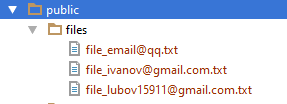 public
files
file_email@qq.txt
file_ivanov@gmail.com.txt
file_lubov15911@gmail.com.txt